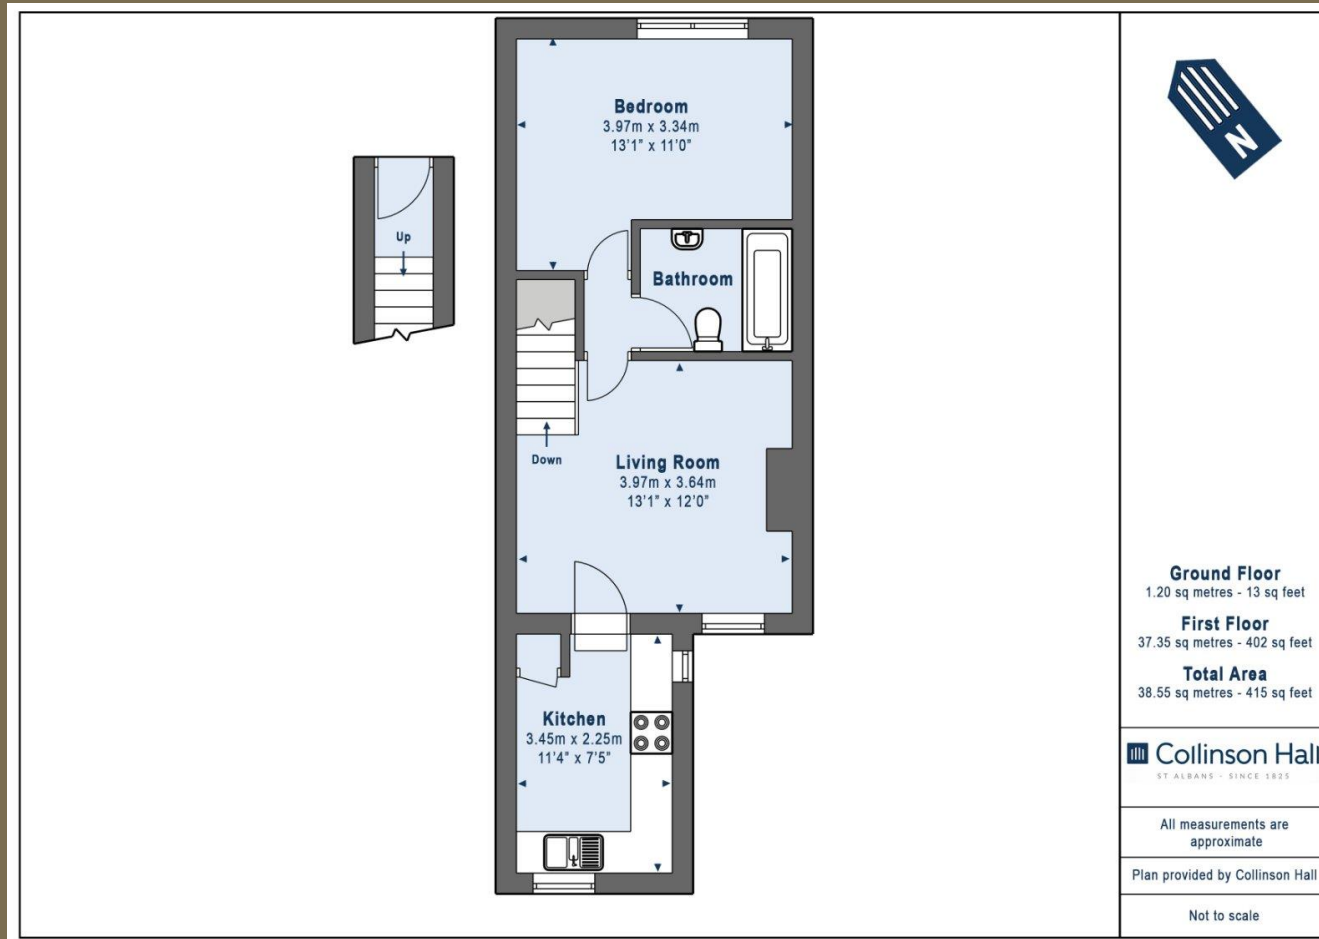 Bedroom
3.97m x 3.34m
13'1" x 11'0"
Up
Bathroom
Down
Living Room
3.97m x 3.64m
13'1" x 12'0"
Kitchen
3.45m x 2.25m
11'4" x 7'5"
N
Ground Floor
1.20 sq metres - 13 sq feet
First Floor
37.35 sq metres - 402 sq feet
Total Area
38.55 sq metres - 415 sq feet
Collinson Hall
ST ALBANS - SINCE 1825
All measurements are
approximate
Plan provided by Collinson Hall
Not to scale